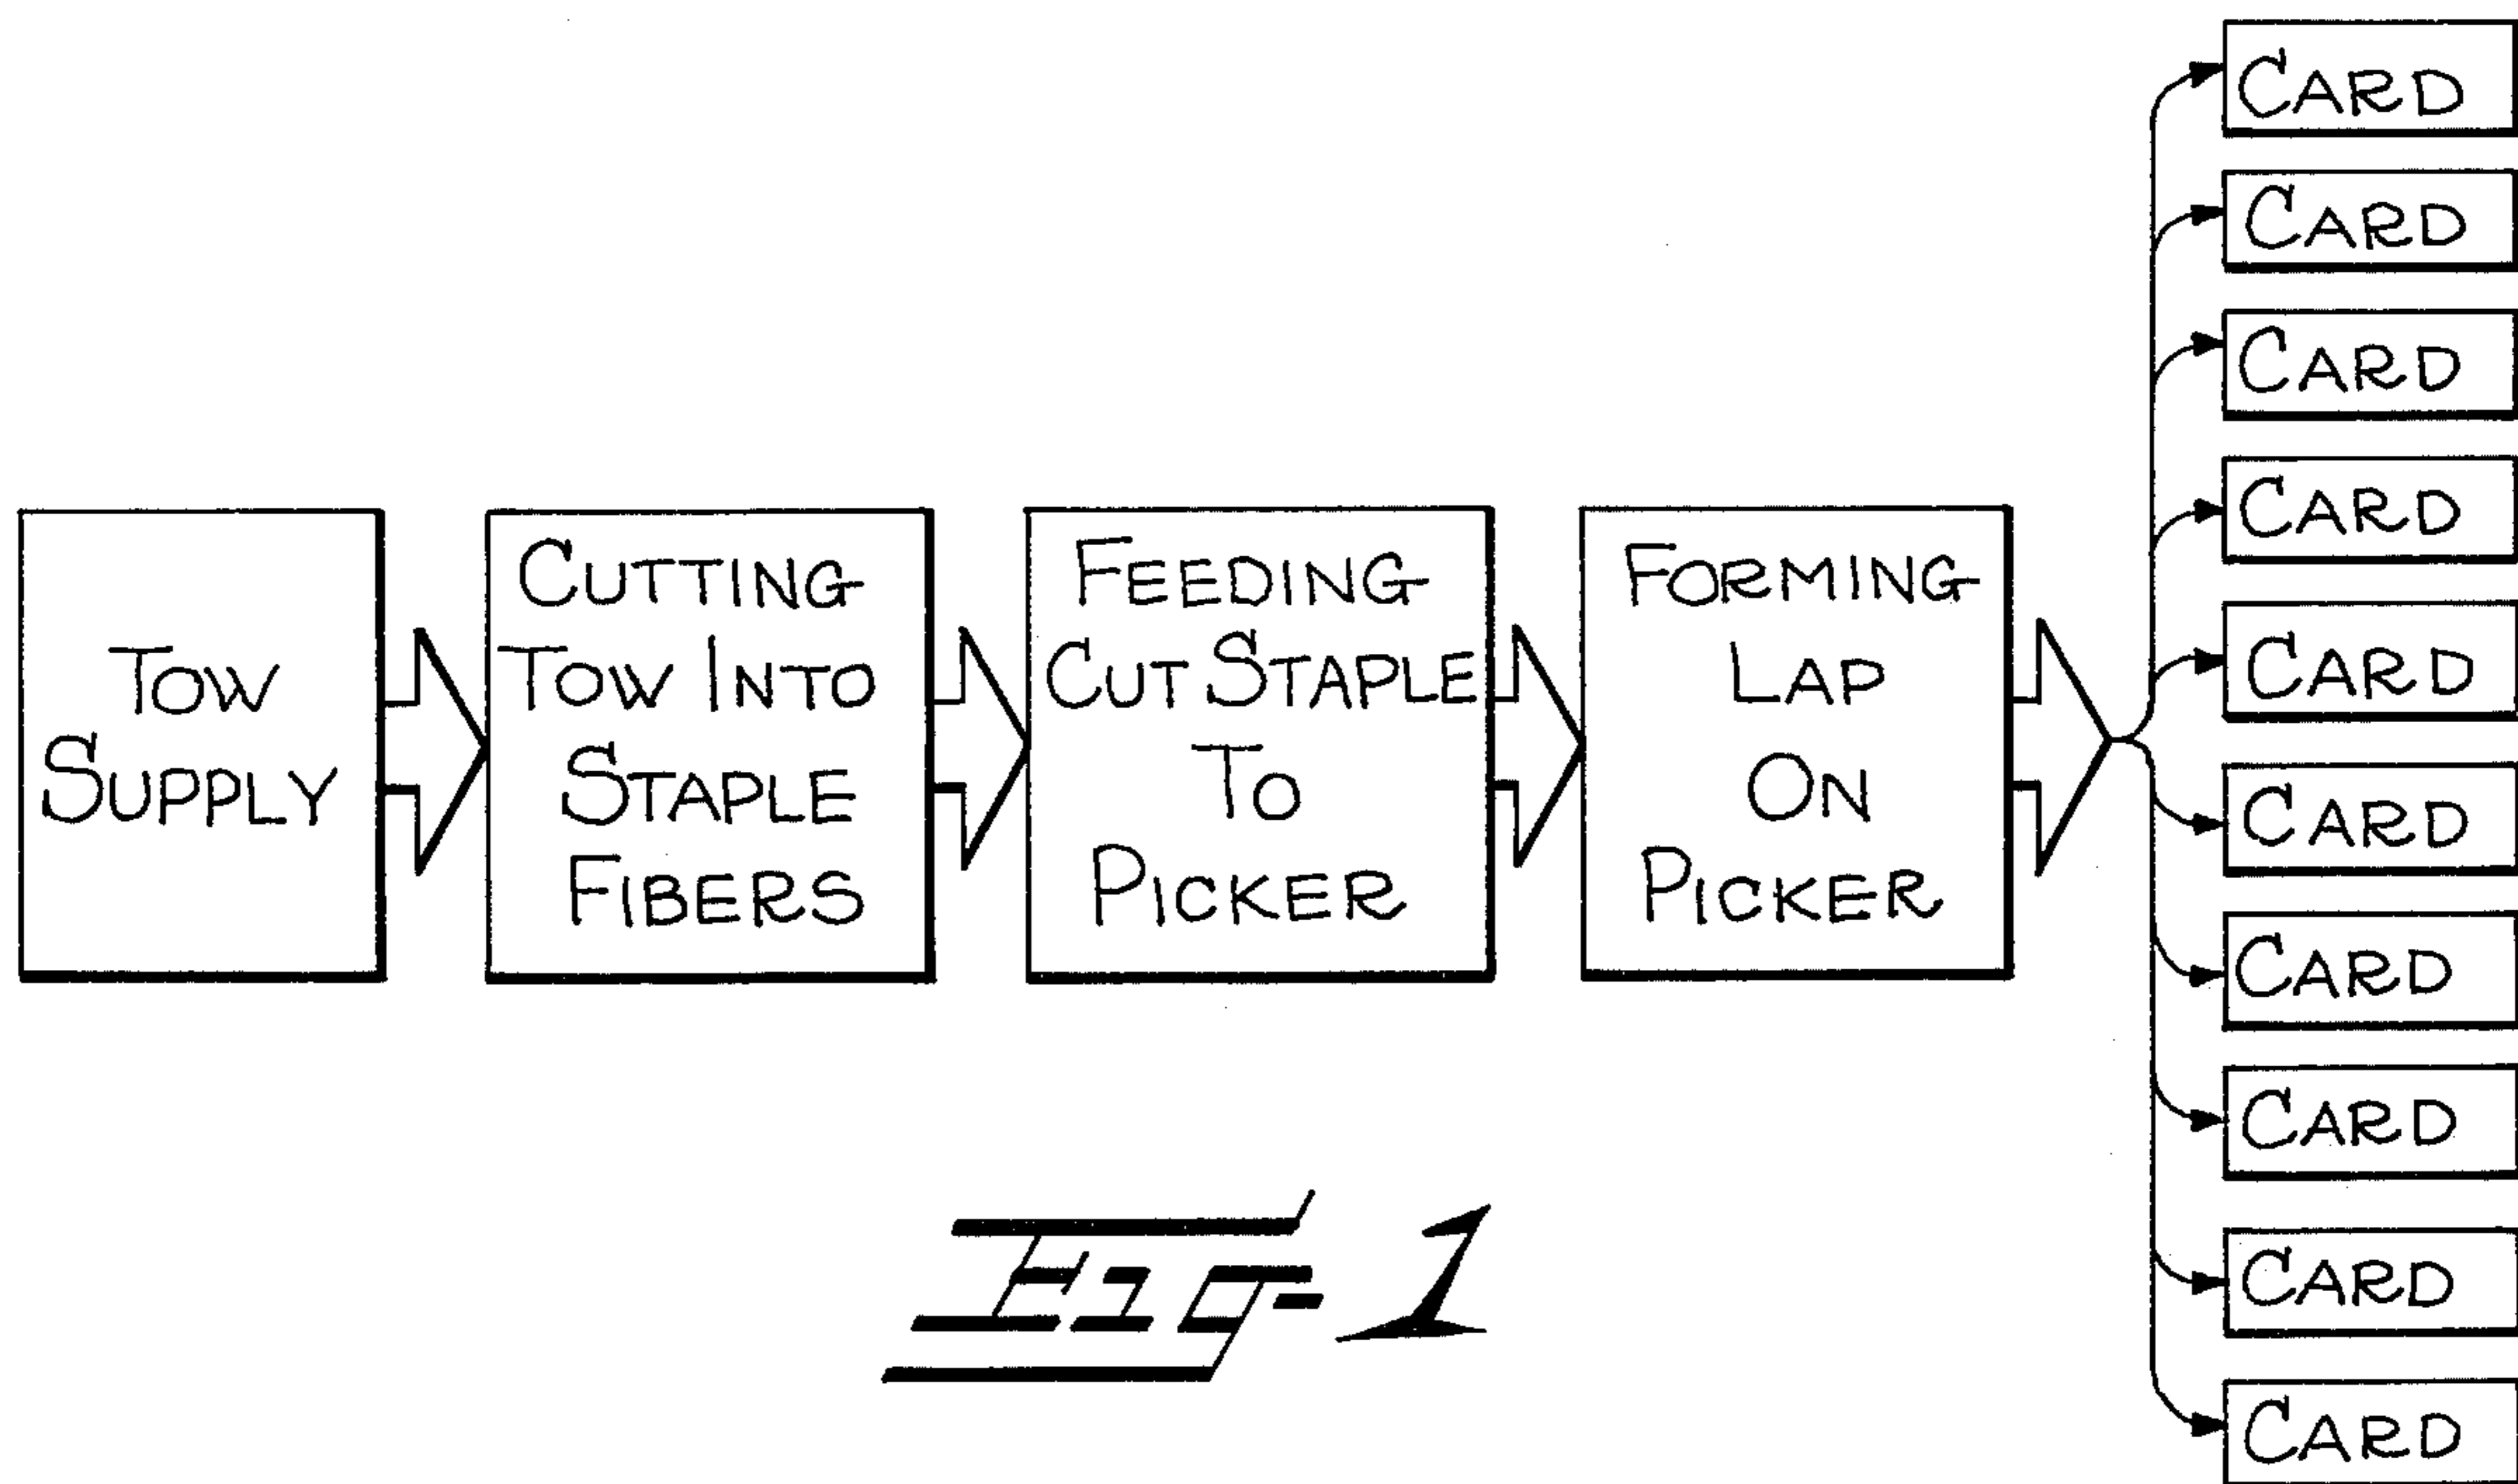 TOW
SUPPLY
CUTTING
TOW INTO
STAPLE
FIBERS
FEEDING
CUT STAPLE
TO
PICKER
FORMING
LAP
ON
PICKER
CARD
CARD
CARD
CARD
CARD
CARD
CARD
CARD
CARD
CARD
Fig-1